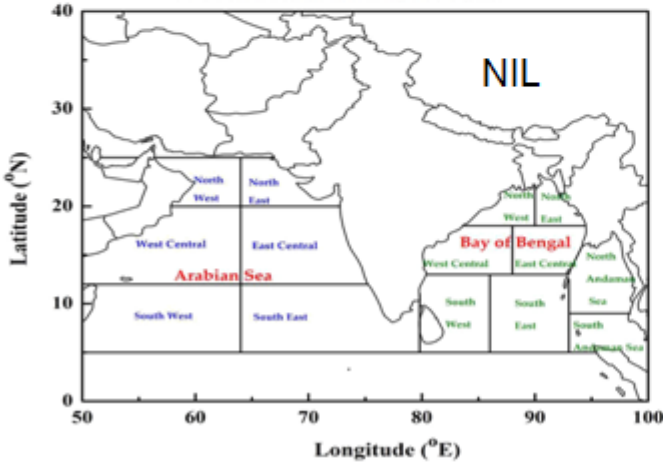 40
NIL
30
20
10
0
Latitude (°N)
North
West
North
East
West Central
East Central
Arabian Sea
South West
South East
North
West
North
East
Bay of Bengal
West Central
East Central
North
Andaman
Sea
South
West
South
East
South
Andaman Sea
50
60
70
80
90
100
Longitude (°E)